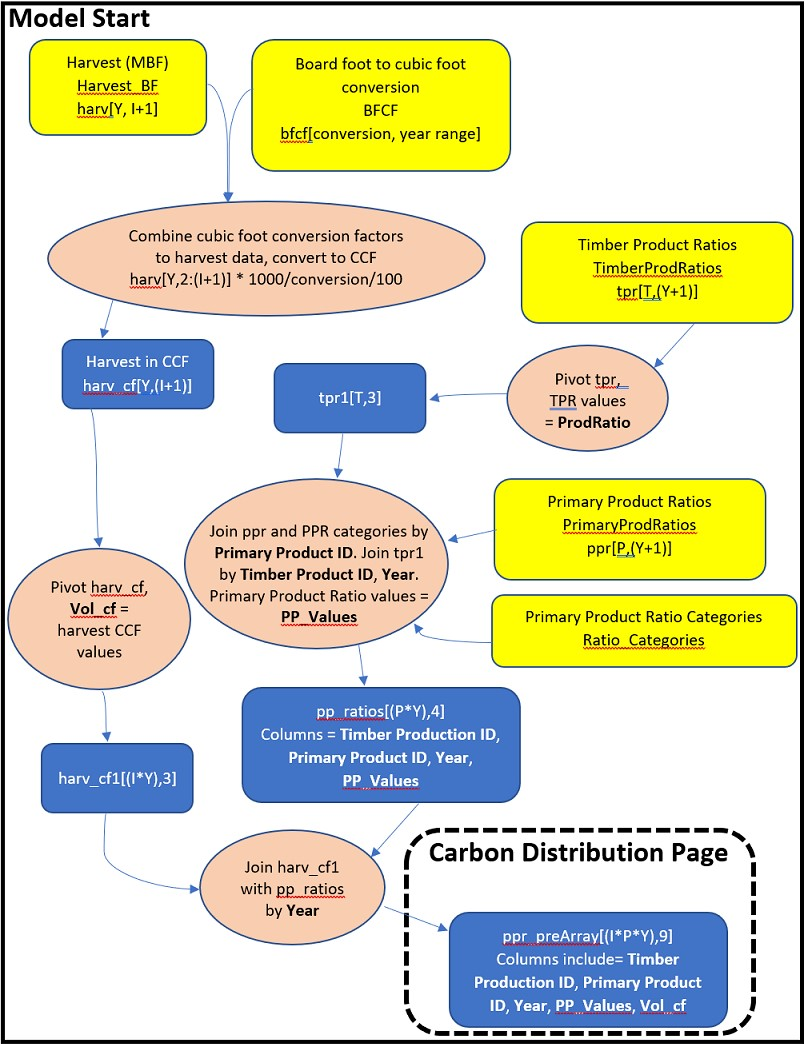 Model Start
Harvest (MBF)
Harvest_BF
harv[Y, I+1]
Board foot to cubic foot
conversion
BFCF
bfcf[conversion, year range]
Combine cubic foot conversion factors
to harvest data, convert to CCF
harv[Y,2:(I+1)] * 1000/conversion/100
Timber Product Ratios
TimberProdRatios
tpr[T,(Y+1)]
Harvest in CCF
harv_cf[Y,(I+1)]
tpr1[T,3]
Pivot tpr,
TPR values
= ProdRatio
Join ppr and PPR categories by
Primary Product ID. Join tpr1
by Timber Product ID, Year.
Primary Product Ratio values =
PP_Values
Primary Product Ratios
PrimaryProdRatios
ppr[P,(Y+1)]
Primary Product Ratio Categories
Ratio_Categories
Pivot harv_cf,
Vol_cf =
harvest CCF
values
pp_ratios[(P*Y),4]
Columns = Timber Production ID,
Primary Product ID, Year,
PP_Values
harv_cf1[(I*Y),3]
Join harv_cf1
with pp_ratios
by Year
Carbon Distribution Page
ppr_preArray[(I*P*Y),9]
Columns include= Timber
Production ID, Primary Product
ID, Year, PP_Values, Vol_cf